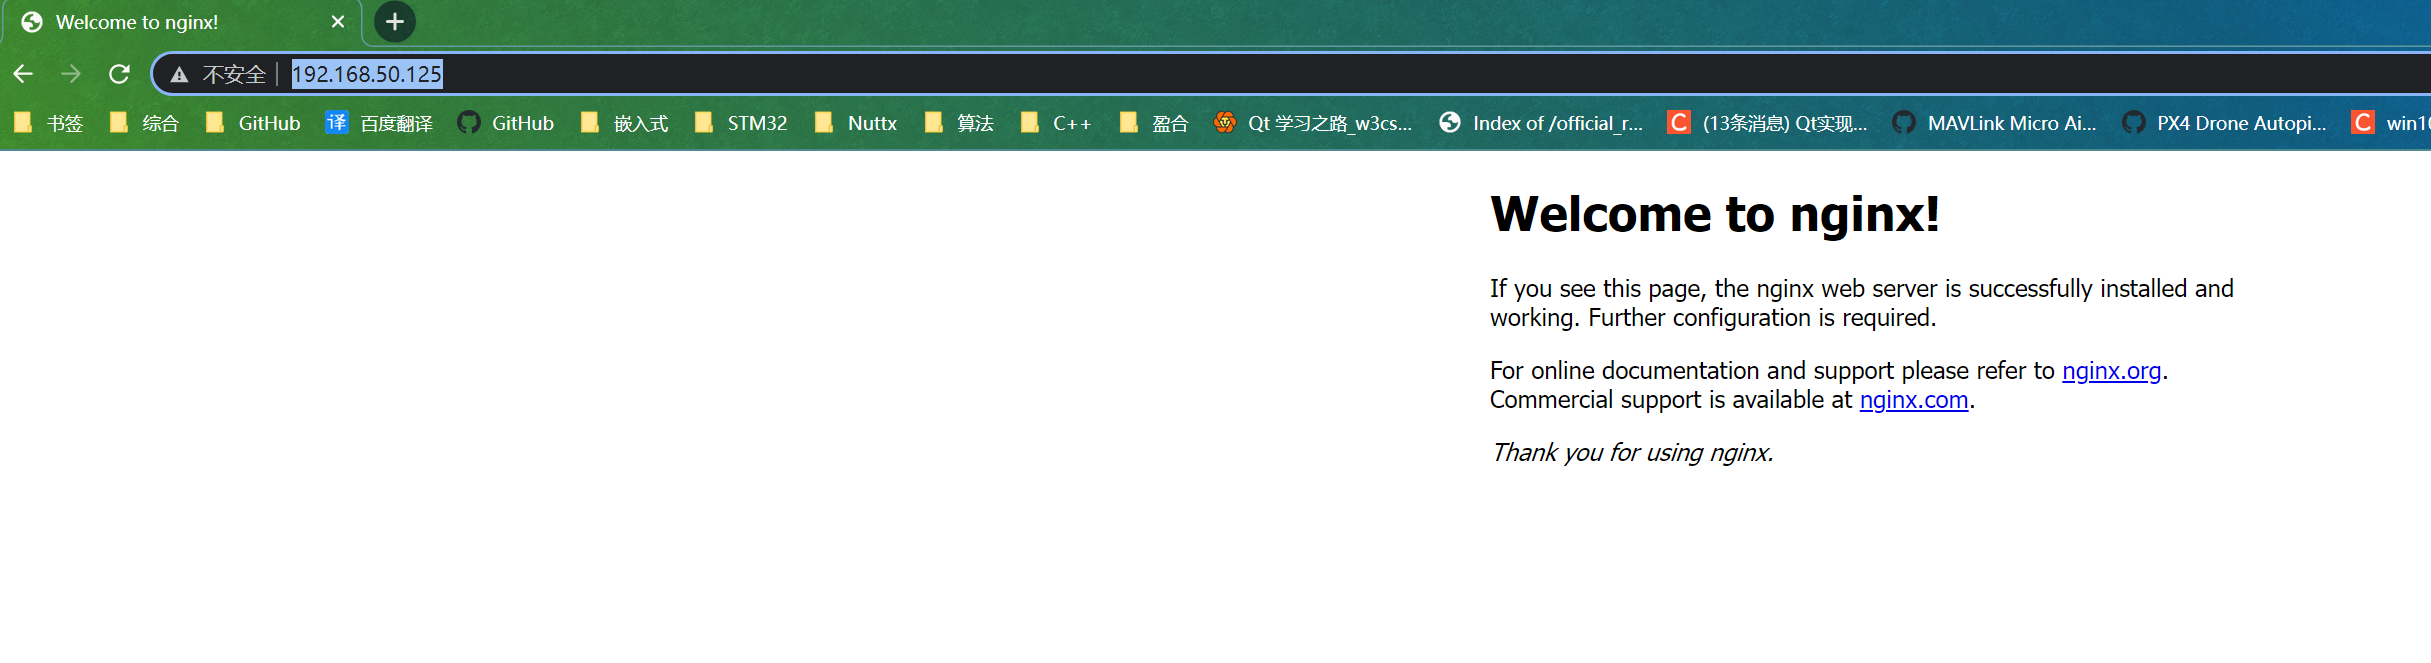 Welcome to nginx!
不安全 192.168.50.125
书签 综合 GitHub 译 百度翻译 GitHub 嵌入式 STM32 Nuttx 算法 C++ 盈合 Qt 学习之路_w3cs... Index of /official_r... C (13条消息) Qt实现... MAVLink Micro Ai... PX4 Drone Autopi... C win10
Welcome to nginx!
If you see this page, the nginx web server is successfully installed and
working. Further configuration is required.
For online documentation and support please refer to nginx.org.
Commercial support is available at nginx.com.
Thank you for using nginx.